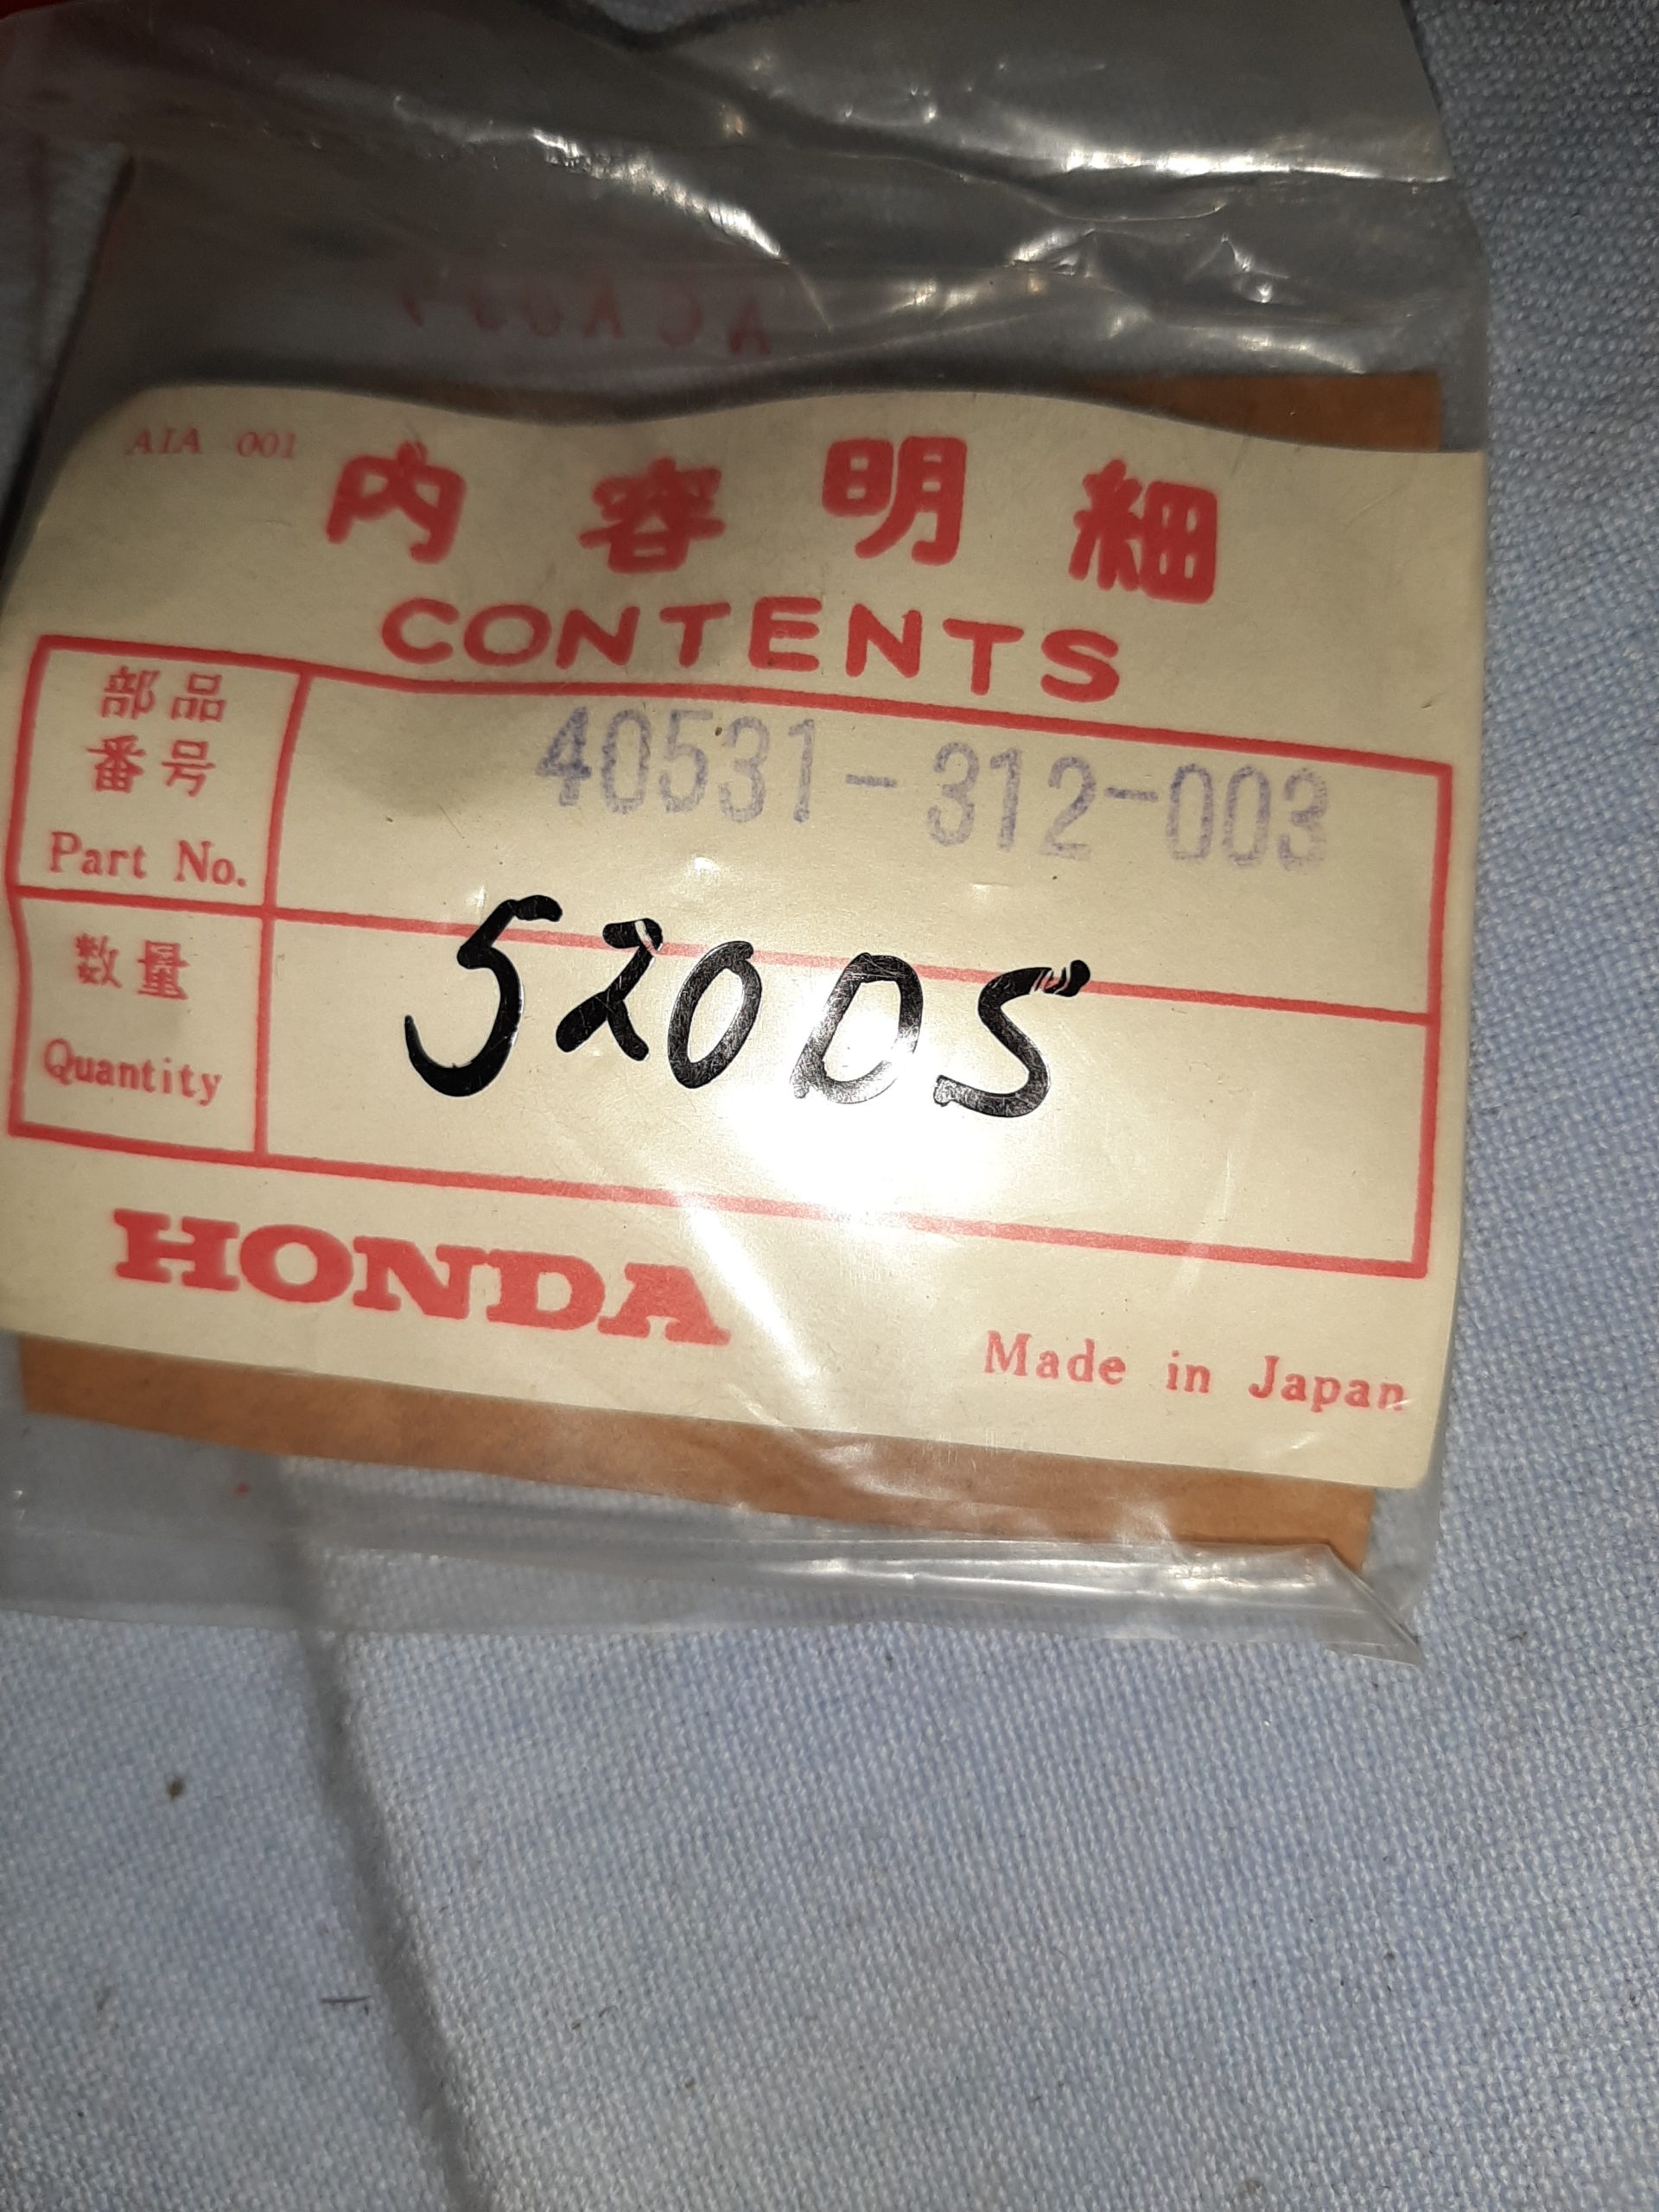 AIA 001
内容明細
CONTENTS
部品
番号
Part No.
40531-312-003
数量
Quantity
520DS
HONDA
Made in Japan